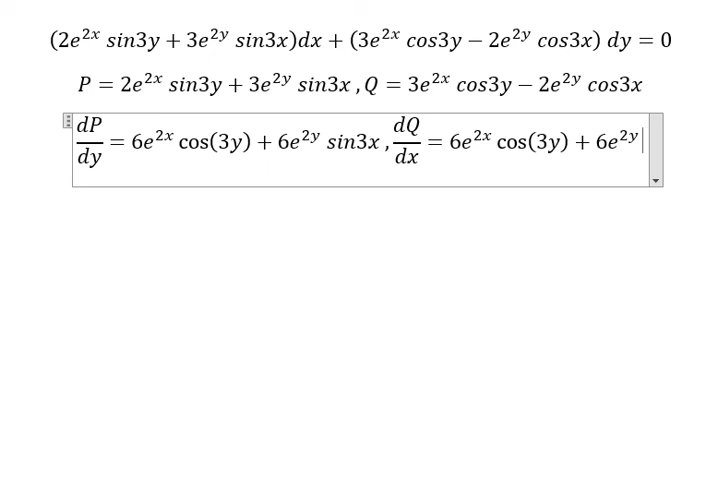 (2e^{2x} sin3y + 3e^{2y} sin3x)dx + (3e^{2x} cos3y − 2e^{2y} cos3x) dy = 0
P = 2e^{2x} sin3y + 3e^{2y} sin3x , Q = 3e^{2x} cos3y − 2e^{2y} cos3x
dP/dy = 6e^{2x} cos(3y) + 6e^{2y} sin3x , dQ/dx = 6e^{2x} cos(3y) + 6e^{2y}